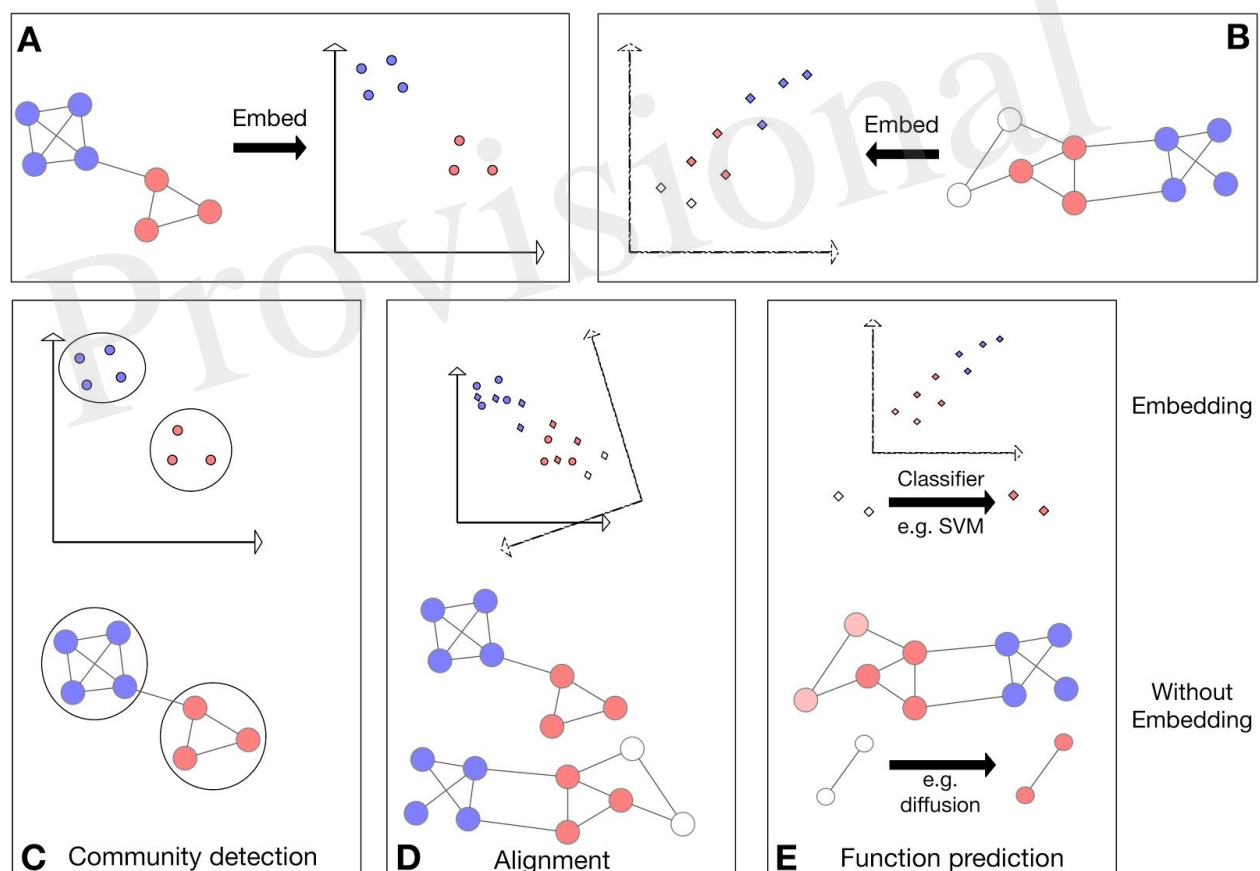 A
Embed
B
Embed
Provisional
Embedding
Classifier
e.g. SVM
Without
Embedding
e.g.
diffusion
C Community detection
D Alignment
E Function prediction